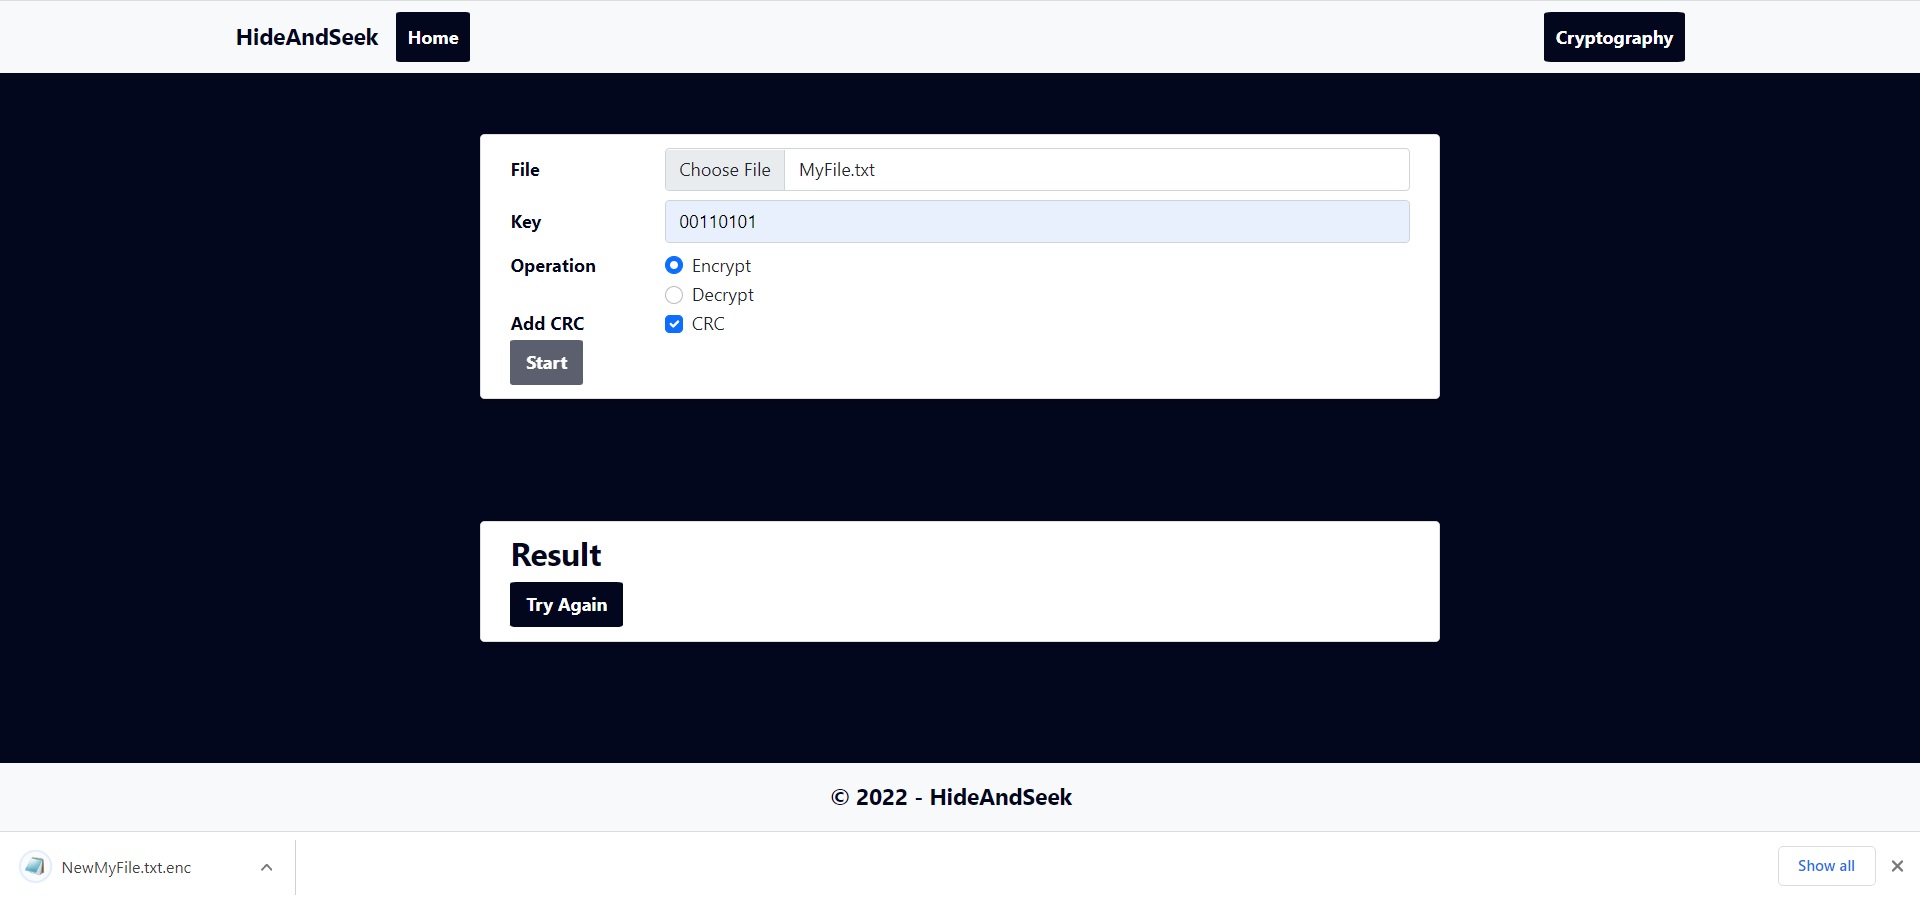 HideAndSeek Home Cryptography
File Choose File MyFile.txt
Key 00110101
Operation Encrypt
Decrypt
Add CRC CRC
Start
Result
Try Again
© 2022 - HideAndSeek
NewMyFile.txt.enc Show all